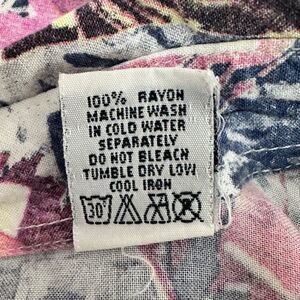 100% RAYON
MACHINE WASH
IN COLD WATER
SEPARATELY
DO NOT BLEACH
TUMBLE DRY LOW
COOL IRON
30°